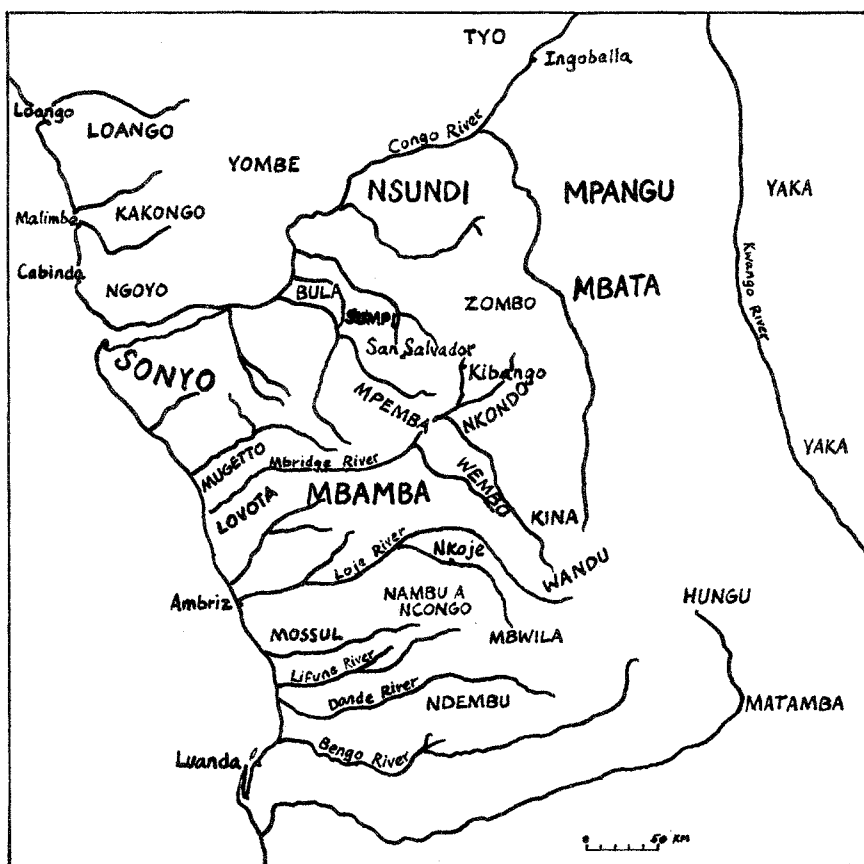 TYO
Ingoballa
Loango
LOANGO
Congo River
YOMBE
NSUNDI
MPANGU
YAKA
Malimba
KAKONGO
Kwango River
Cabinda
NGOYO
BULA
ZOMBO
MBATA
SUMPI
San Salvador
SONYO
Kibango
MPEMBA
NKONDO
MUGETTO
Mbridge River
WEMBO
YAKA
LOVOTA
MBAMBA
KINA
Loje River
Nkoje
WANDU
Ambriz
NAMBU A
NCONGO
HUNGU
MOSSUL
MBWILA
Lifune River
Dande River
NDEMBU
MATAMBA
Luanda
Bengo River
0 50 KM